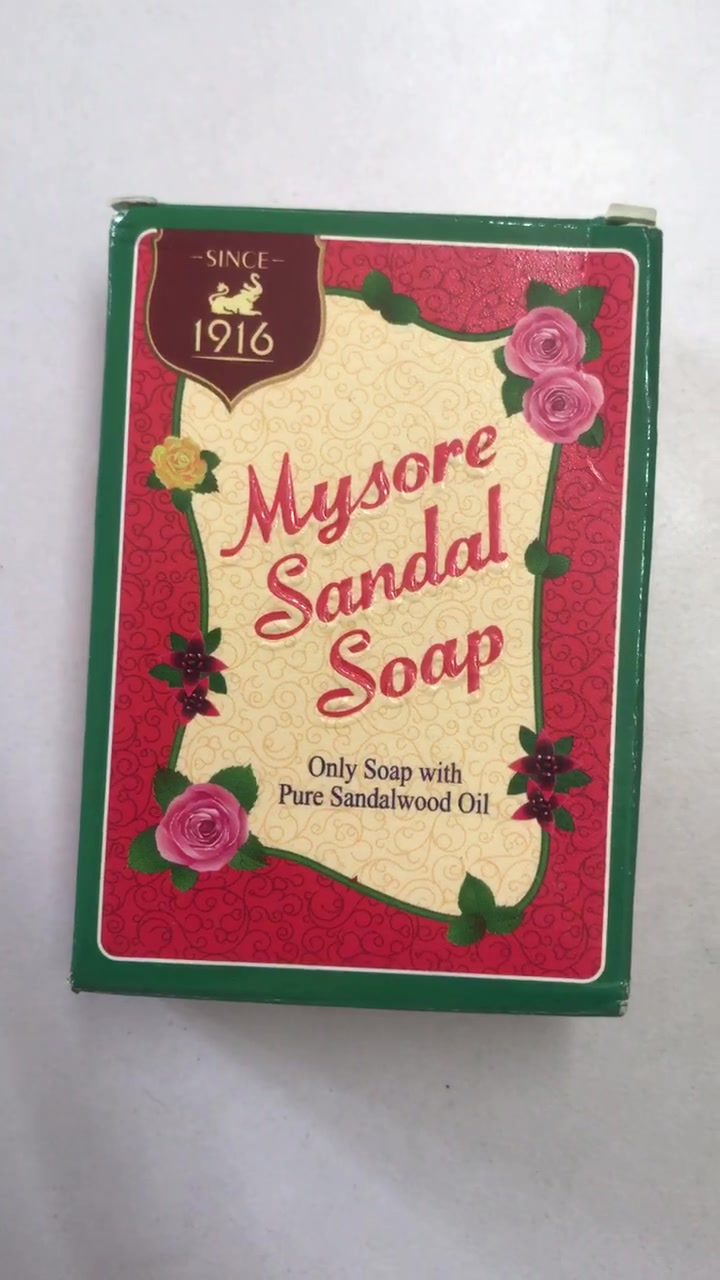 -SINCE-
1916
Mysore
Sandal
Soap
Only Soap with
Pure Sandalwood Oil